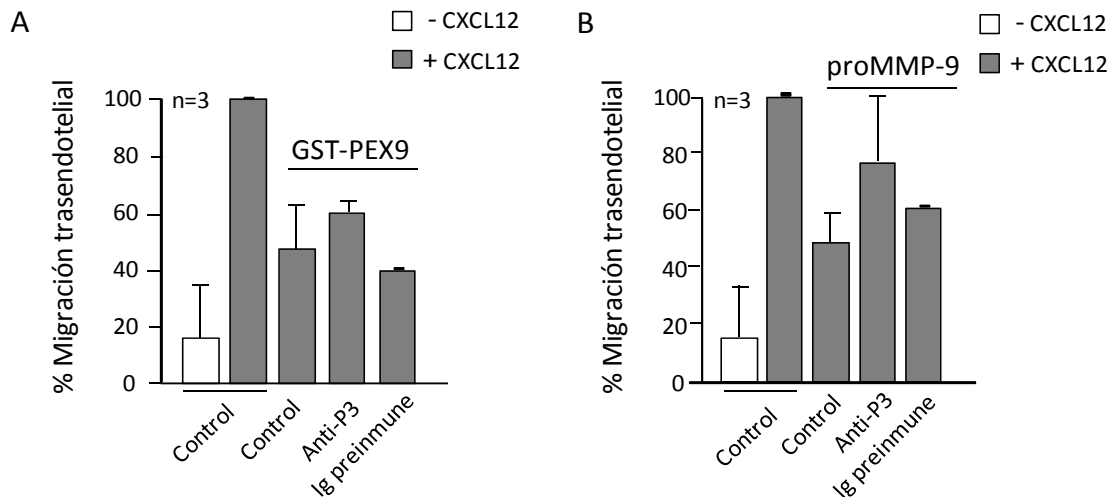 A
- CXCL12
+ CXCL12
% Migración trasendotelial
100
80
60
40
20
0
n=3
GST-PEX9
Control
Control
Anti-P3
Ig preinmune
B
- CXCL12
+ CXCL12
% Migración trasendotelial
100
80
60
40
20
0
n=3
proMMP-9
Control
Control
Anti-P3
Ig preinmune